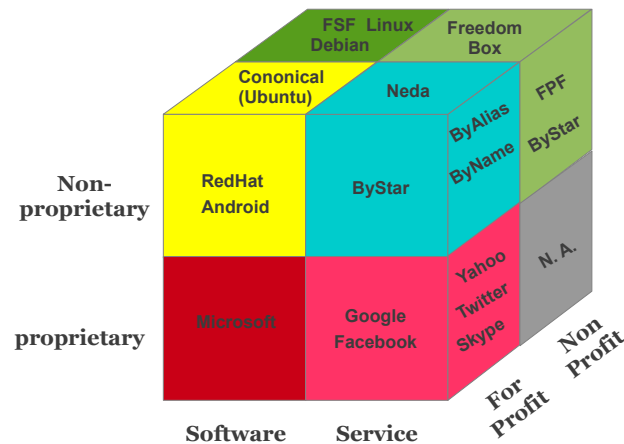 FSF Linux
Debian
Freedom
Box
Cononical
(Ubuntu)
Neda
ByAlias
ByName
FPF
ByStar
Non-
proprietary
RedHat
Android
ByStar
proprietary
Microsoft
Google
Facebook
Yahoo
Twitter
Skype
N. A.
Software
Service
For
Profit
Non
Profit